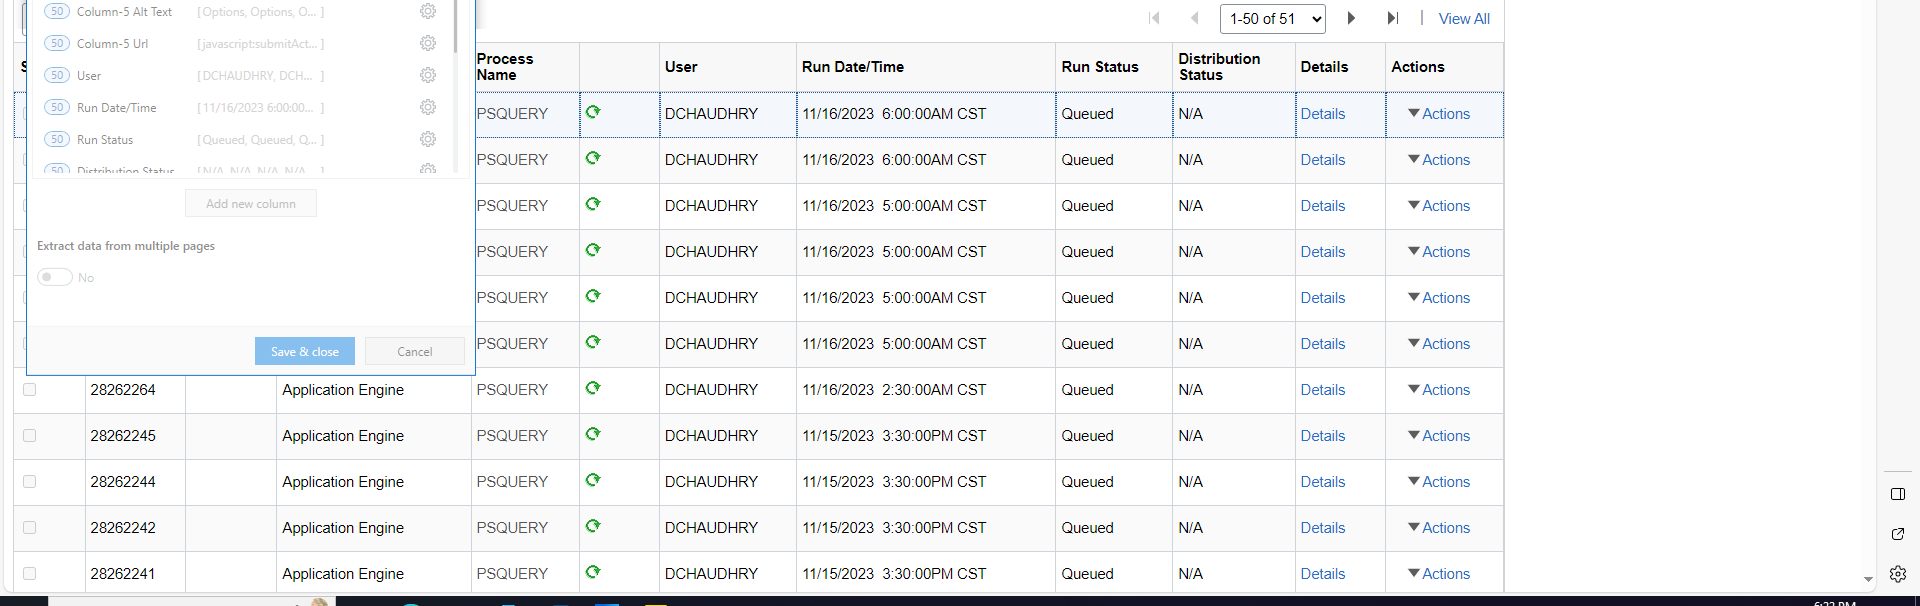 50 Column-5 Alt Text [Options, Options, O... ]
50 Column-5 Url [javascript:submitAct... ]
50 User [DCHAUDHRY, DCH... ]
50 Run Date/Time [11/16/2023 6:00:00... ]
50 Run Status [Queued, Queued, Q... ]
50 Distribution Status [N/A, N/A, N/A, N/A, ]
Add new column
Extract data from multiple pages
No
Save & close Cancel
1-50 of 51 View All
Process Name User Run Date/Time Run Status Distribution Status Details Actions
PSQUERY DCHAUDHRY 11/16/2023 6:00:00AM CST Queued N/A Details Actions
PSQUERY DCHAUDHRY 11/16/2023 6:00:00AM CST Queued N/A Details Actions
PSQUERY DCHAUDHRY 11/16/2023 5:00:00AM CST Queued N/A Details Actions
PSQUERY DCHAUDHRY 11/16/2023 5:00:00AM CST Queued N/A Details Actions
PSQUERY DCHAUDHRY 11/16/2023 5:00:00AM CST Queued N/A Details Actions
PSQUERY DCHAUDHRY 11/16/2023 5:00:00AM CST Queued N/A Details Actions
28262264 Application Engine PSQUERY DCHAUDHRY 11/16/2023 2:30:00AM CST Queued N/A Details Actions
28262245 Application Engine PSQUERY DCHAUDHRY 11/15/2023 3:30:00PM CST Queued N/A Details Actions
28262244 Application Engine PSQUERY DCHAUDHRY 11/15/2023 3:30:00PM CST Queued N/A Details Actions
28262242 Application Engine PSQUERY DCHAUDHRY 11/15/2023 3:30:00PM CST Queued N/A Details Actions
28262241 Application Engine PSQUERY DCHAUDHRY 11/15/2023 3:30:00PM CST Queued N/A Details Actions